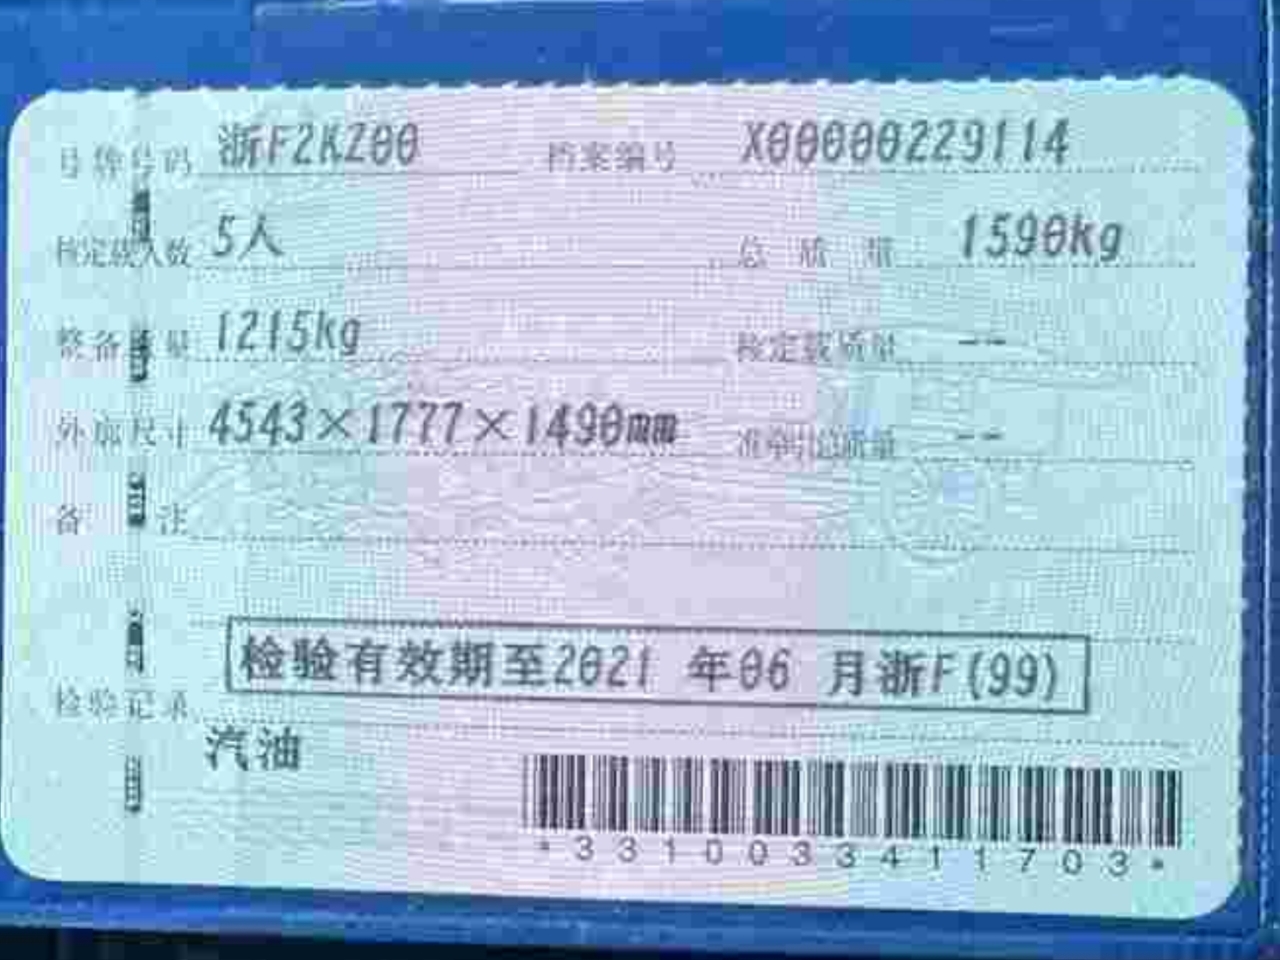 号牌号码 浙F2KZ00 档案编号 X00000229114
核定载人数 5人 总质量 1590kg
整备质量 1215kg 核定载质量 --
外廓尺寸 4543×1777×1490mm 准牵引总质量 --
备注
检验有效期至2021 年06 月浙F(99)
检验记录
汽油
*3310033411703*